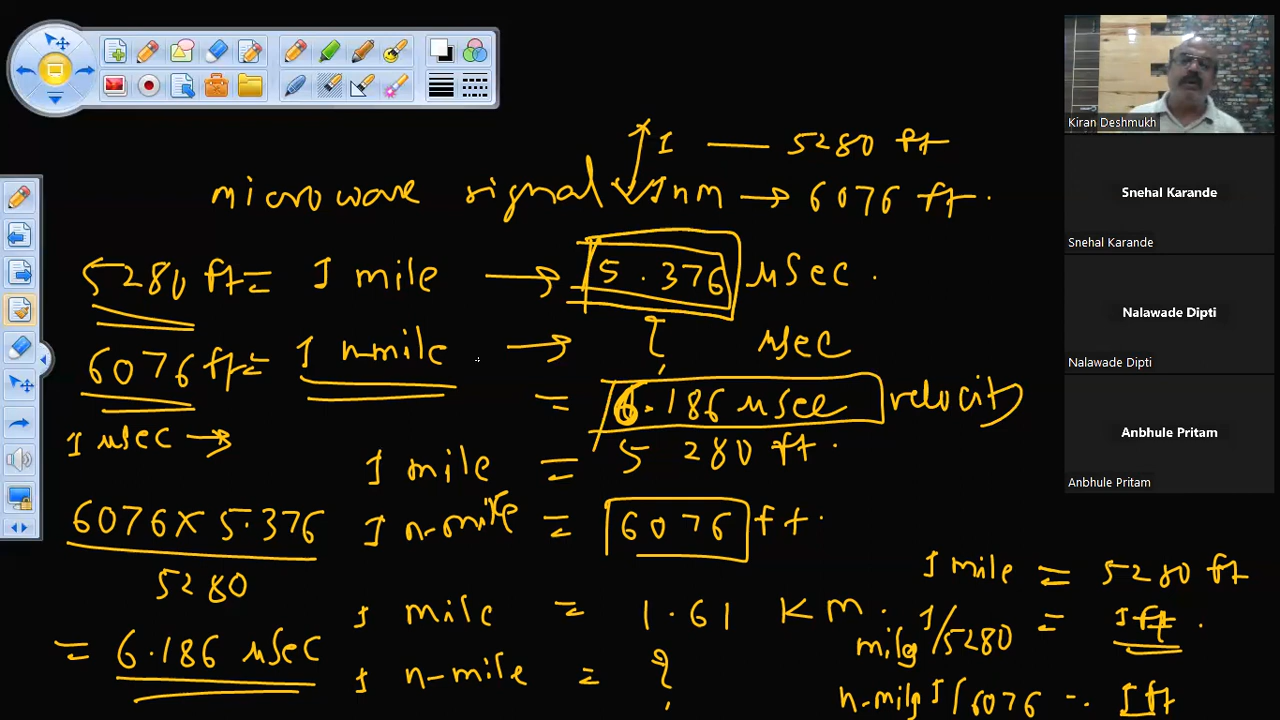 I — 5280 ft
microwave signal 1nm → 6076 ft.
5280 ft = 1 mile → 5.376 μsec.
6076 ft = 1 n-mile → ? μsec
= 6.186 μsec velocity
1 μsec →
1 mile = 5280 ft.
6076 × 5.376
5280
1 n-mile = 6076 ft.
= 6.186 μsec
1 mile = 1.61 KM.
1 n-mile = ?
1 mile = 5280 ft
1/5280 = 1 ft.
1/6076 = 1 ft
Kiran Deshmukh
Snehal Karande
Snehal Karande
Nalawade Dipti
Nalawade Dipti
Anbhule Pritam
Anbhule Pritam